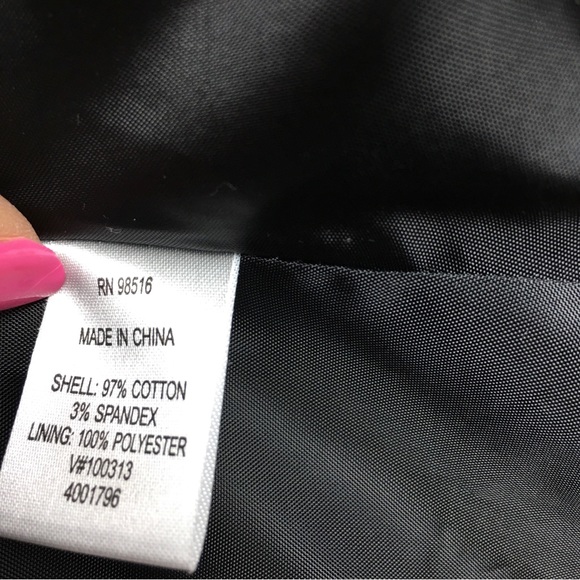 RN 98516
MADE IN CHINA
SHELL: 97% COTTON
3% SPANDEX
LINING: 100% POLYESTER
V#100313
4001796